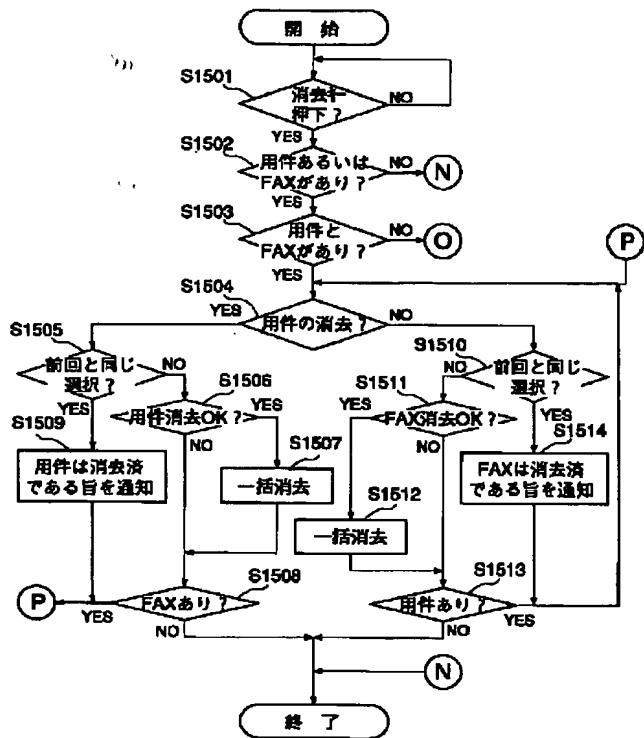 開 始
S1501
消去キー
押下?
NO
YES
S1502
用件あるいは
FAXがあり?
NO
N
YES
S1503
用件と
FAXがあり?
NO
O
P
YES
S1504
YES
用件の消去?
NO
S1505
前回と同じ
選択?
NO
YES
S1506
用件消去OK?
YES
NO
S1507
一括消去
S1509
用件は消去済
である旨を通知
S1508
P
YES
FAXあり?
NO
S1510
前回と同じ
選択?
NO
YES
S1511
FAX消去OK?
YES
NO
S1512
一括消去
S1514
FAXは消去済
である旨を通知
S1513
用件あり?
YES
NO
N
終 了